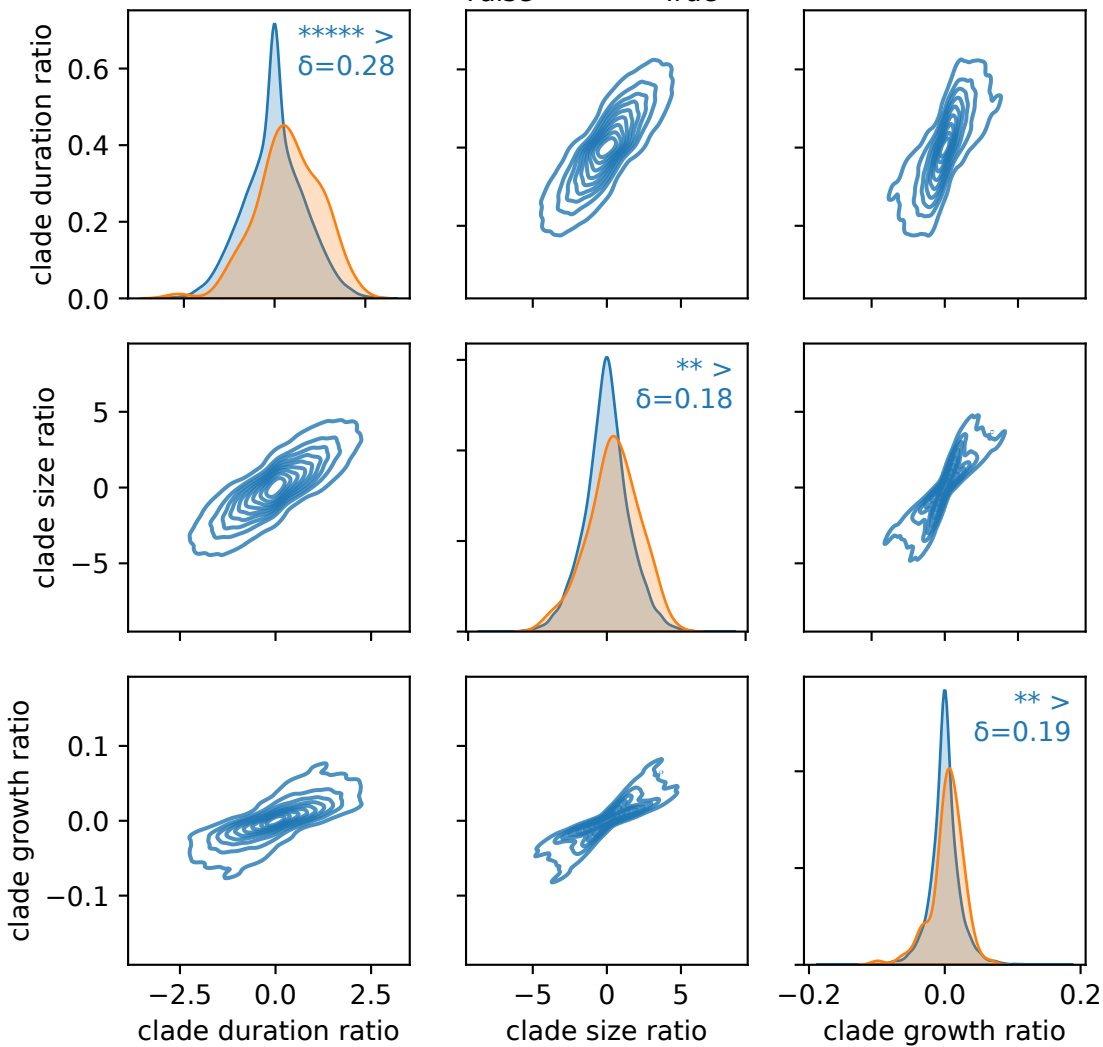 ***** >
δ=0.28
clade duration ratio
0.6
0.4
0.2
0.0
** >
δ=0.18
clade size ratio
5
0
−5
** >
δ=0.19
clade growth ratio
0.1
0.0
−0.1
−2.5 0.0 2.5
−5 0 5
−0.2 0.0 0.2
clade duration ratio
clade size ratio
clade growth ratio